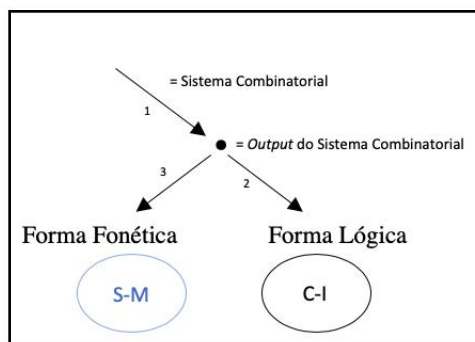 = Sistema Combinatorial
1
= Output do Sistema Combinatorial
3
2
Forma Fonética
Forma Lógica
S-M
C-I